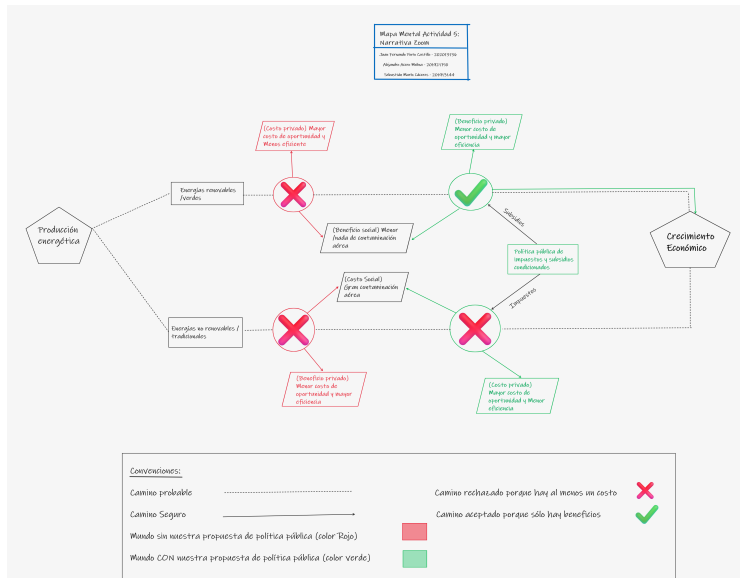 Mapa Mental Actividad 5:
Narrativa Zoom
(Costo privado) Mayor
costo de oportunidad y
Menos eficiente
(Beneficio privado)
Menor costo de
oportunidad y mayor
eficiencia
Energías renovables
/verdes
Producción
energética
Subsidios
(Beneficio social) Menor
/nada de contaminación
aérea
Crecimiento
Económico
Política pública de
impuestos y subsidios
condicionados
(Costo Social)
Gran contaminación
aérea
Impuestos
Energías no renovables /
tradicionales
(Beneficio privado)
Menor costo de
oportunidad y mayor
eficiencia
(Costo privado)
Mayor costo de
oportunidad y Menor
eficiencia
Convenciones:
Camino probable
Camino Seguro
Mundo sin nuestra propuesta de política pública (color Rojo)
Mundo CON nuestra propuesta de política pública (color verde)
Camino rechazado porque hay al menos un costo
Camino aceptado porque sólo hay beneficios